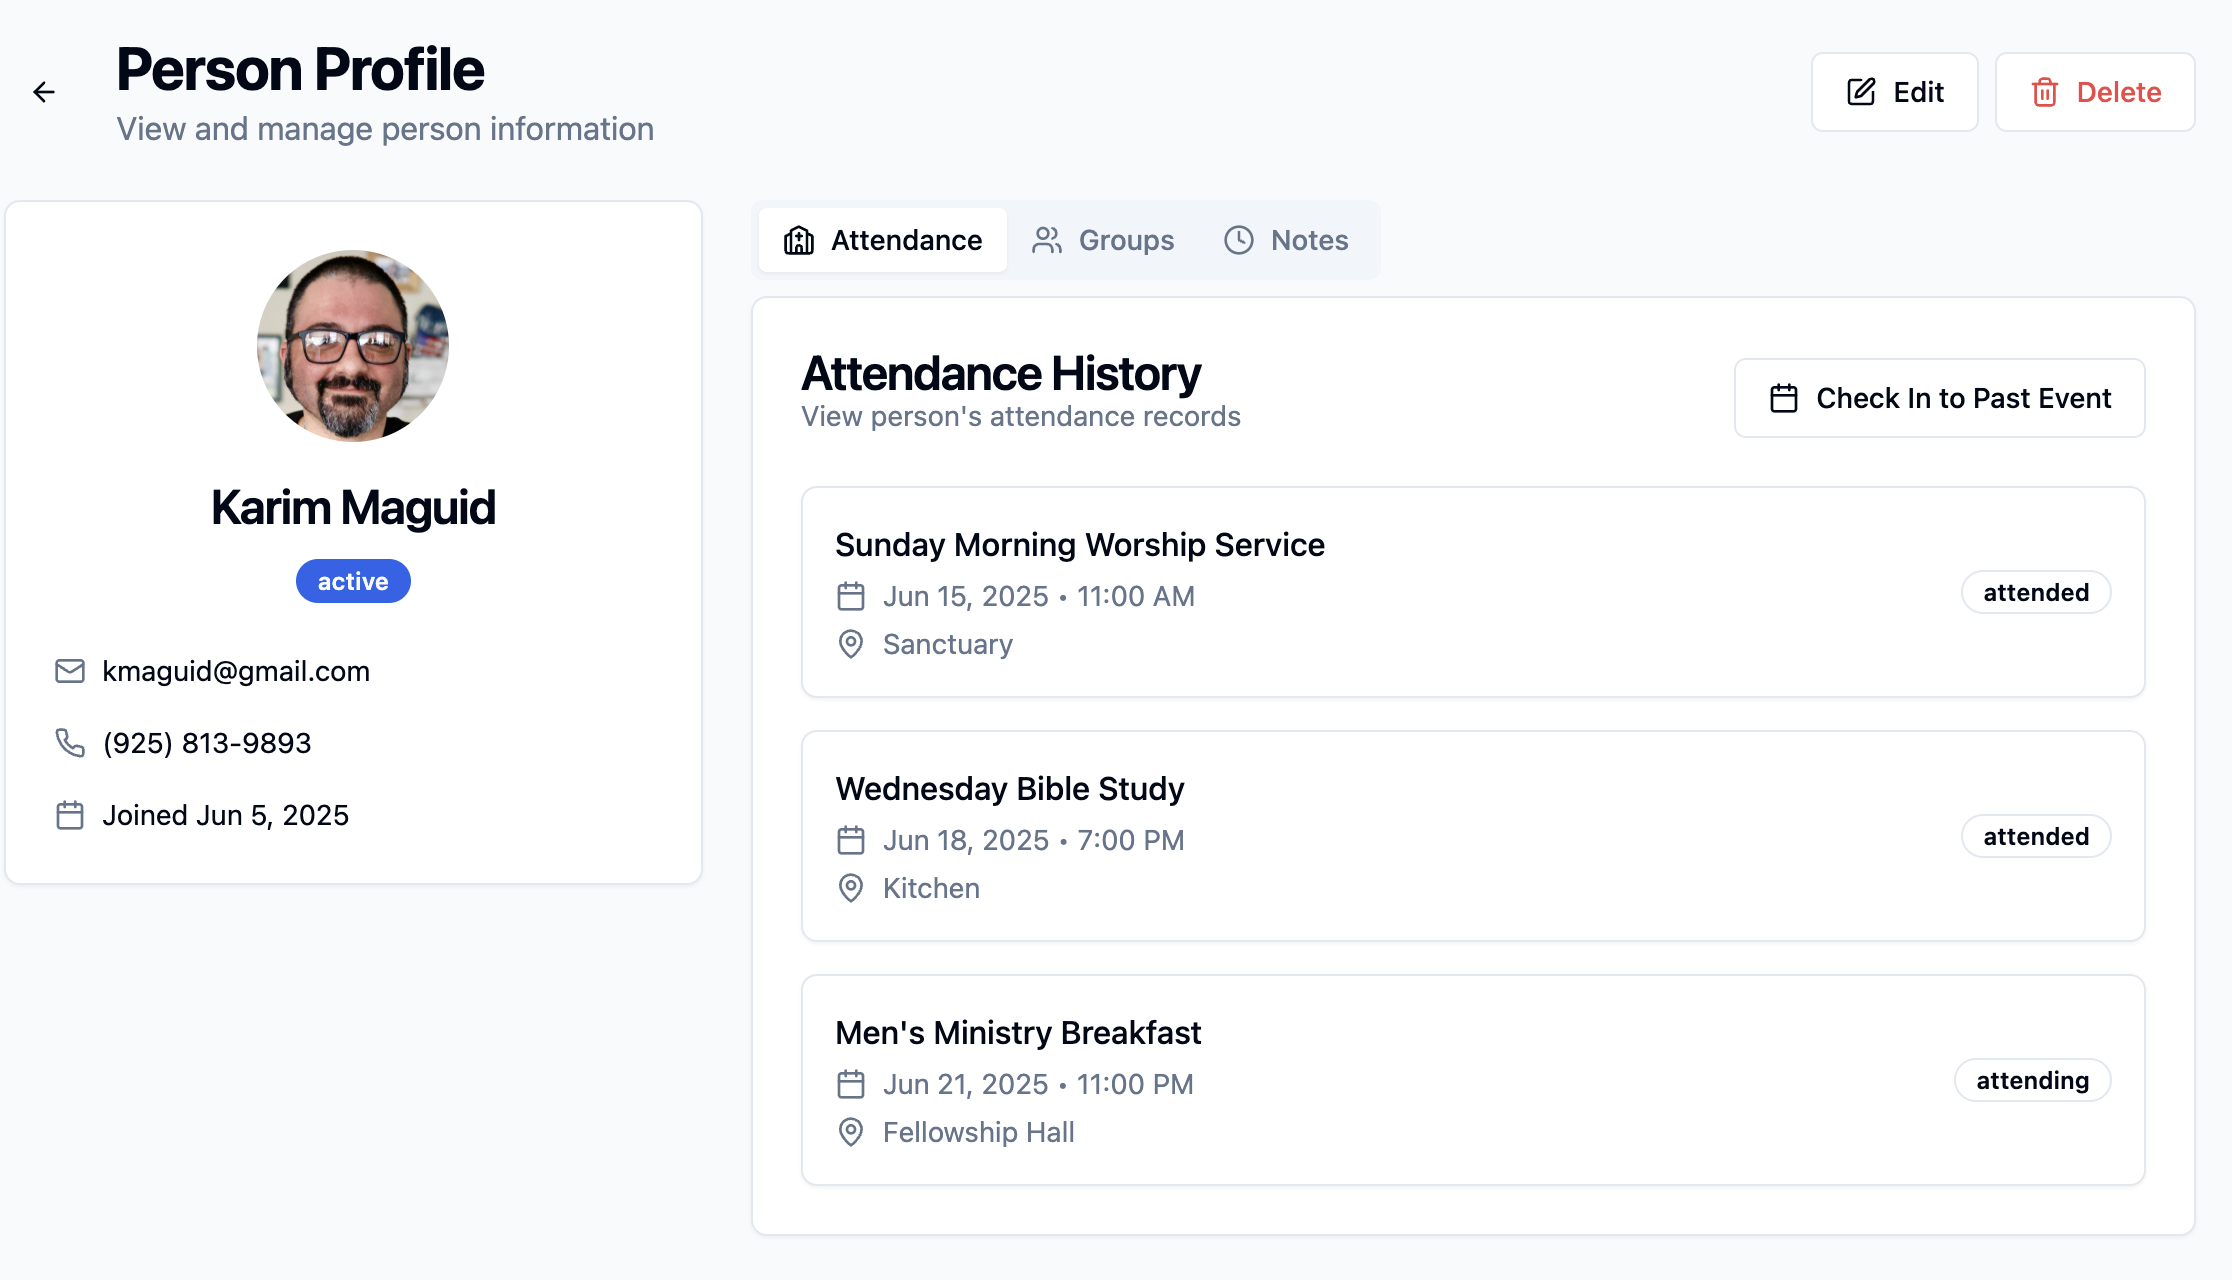 Person Profile
View and manage person information
Edit
Delete
Karim Maguid
active
kmaguid@gmail.com
(925) 813-9893
Joined Jun 5, 2025
Attendance
Groups
Notes
Attendance History
View person's attendance records
Check In to Past Event
Sunday Morning Worship Service
Jun 15, 2025 • 11:00 AM
Sanctuary
attended
Wednesday Bible Study
Jun 18, 2025 • 7:00 PM
Kitchen
attended
Men's Ministry Breakfast
Jun 21, 2025 • 11:00 PM
Fellowship Hall
attending